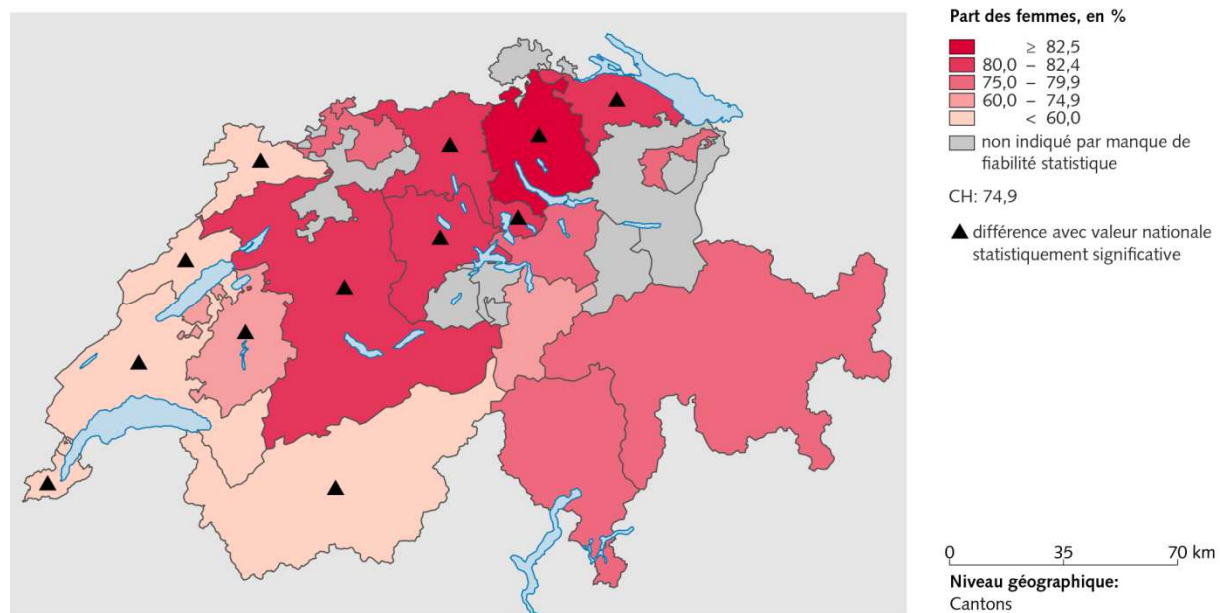 Part des femmes, en %
≥ 82,5
80,0 – 82,4
75,0 – 79,9
60,0 – 74,9
< 60,0
non indiqué par manque de
fiabilité statistique
CH: 74,9
différence avec valeur nationale
statistiquement significative
0 35 70 km
Niveau géographique:
Cantons